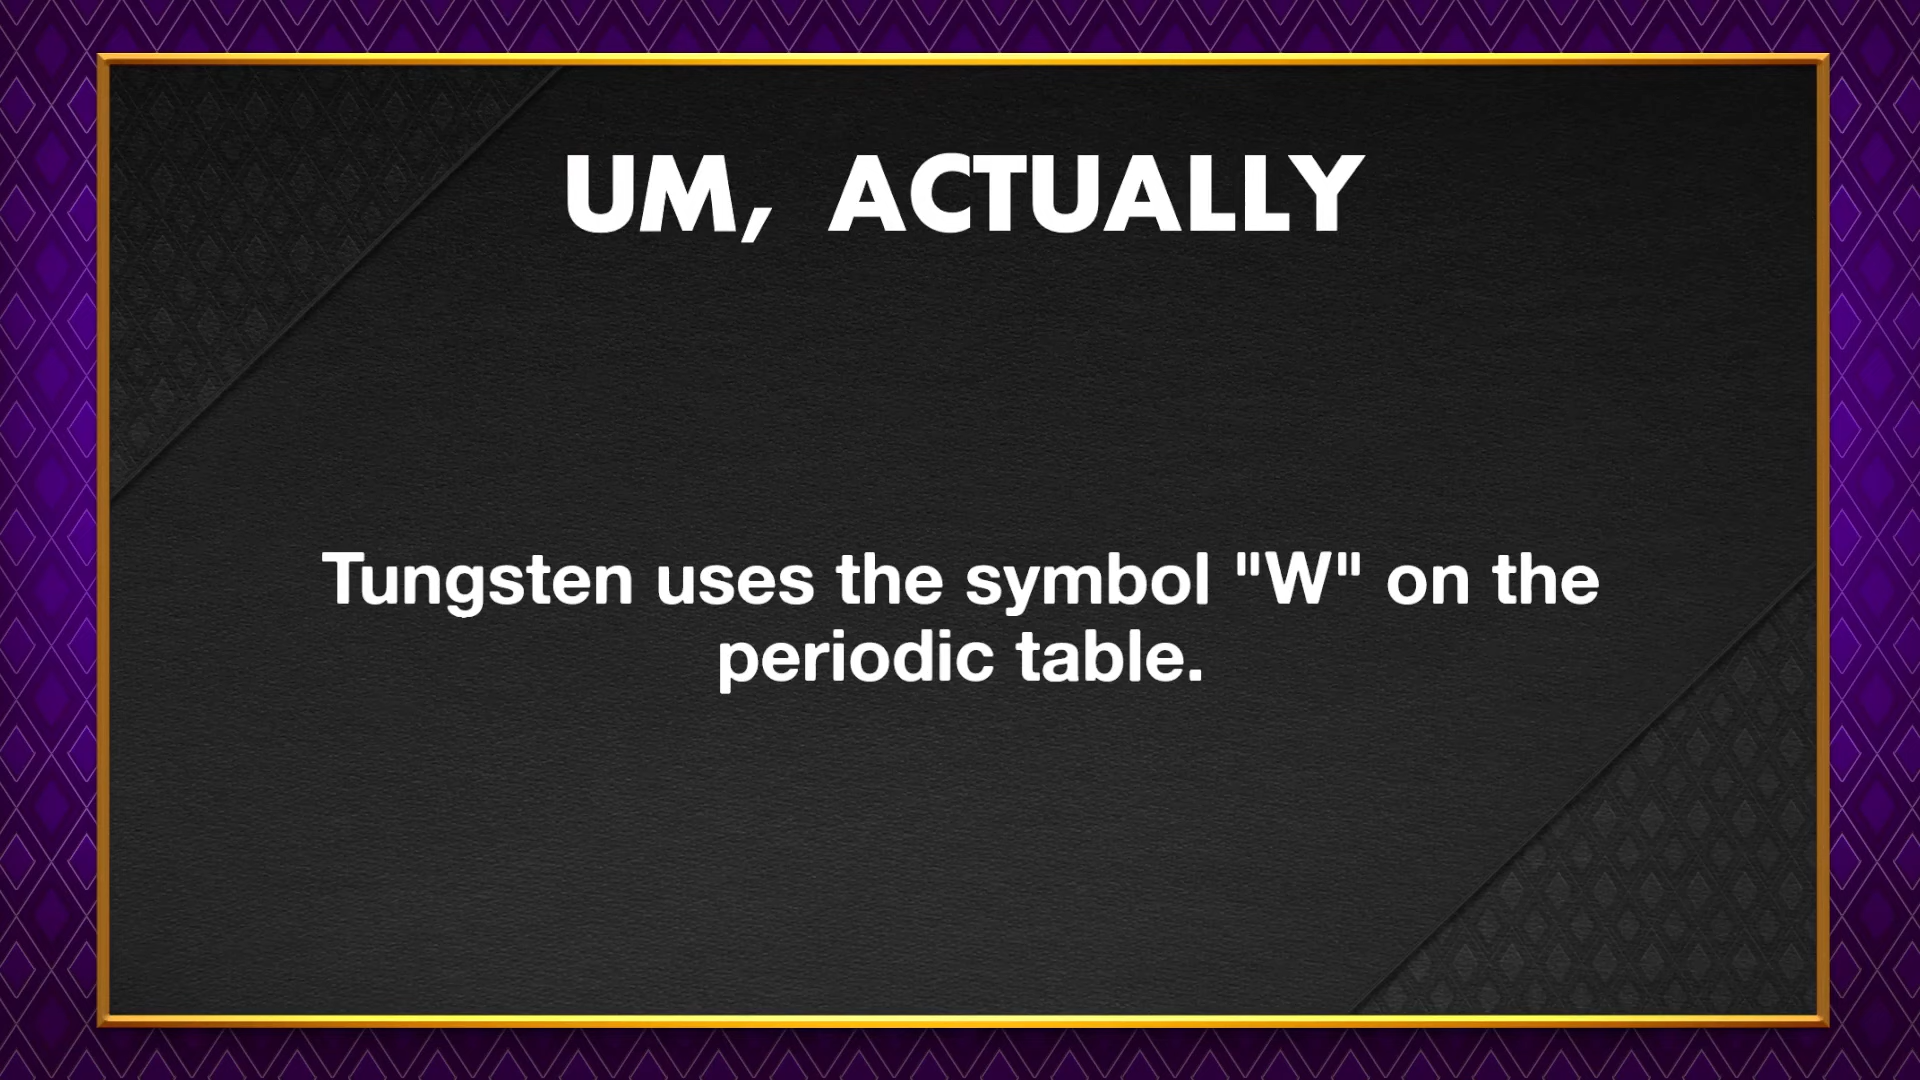 UM, ACTUALLY
Tungsten uses the symbol "W" on the
periodic table.